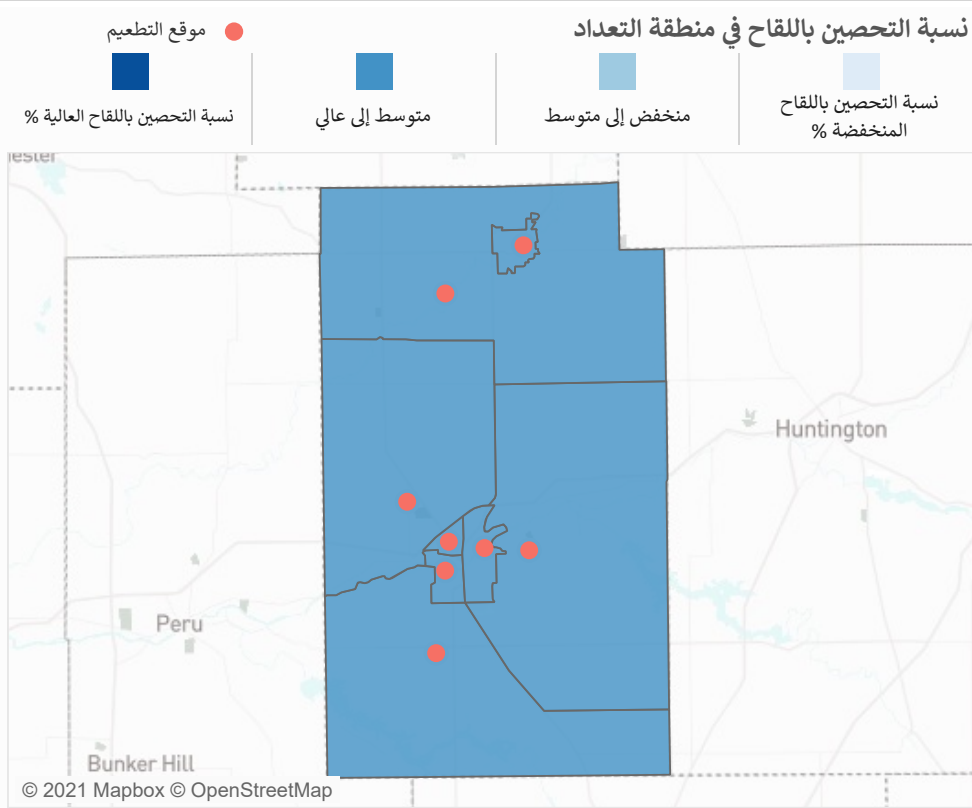 نسبة التحصين باللقاح في منطقة التعداد
موقع التطعيم
نسبة التحصين باللقاح
المنخفضة %
منخفض إلى متوسط
متوسط إلى عالي
نسبة التحصين باللقاح العالية %
Huntington
Peru
Bunker Hill
© 2021 Mapbox © OpenStreetMap